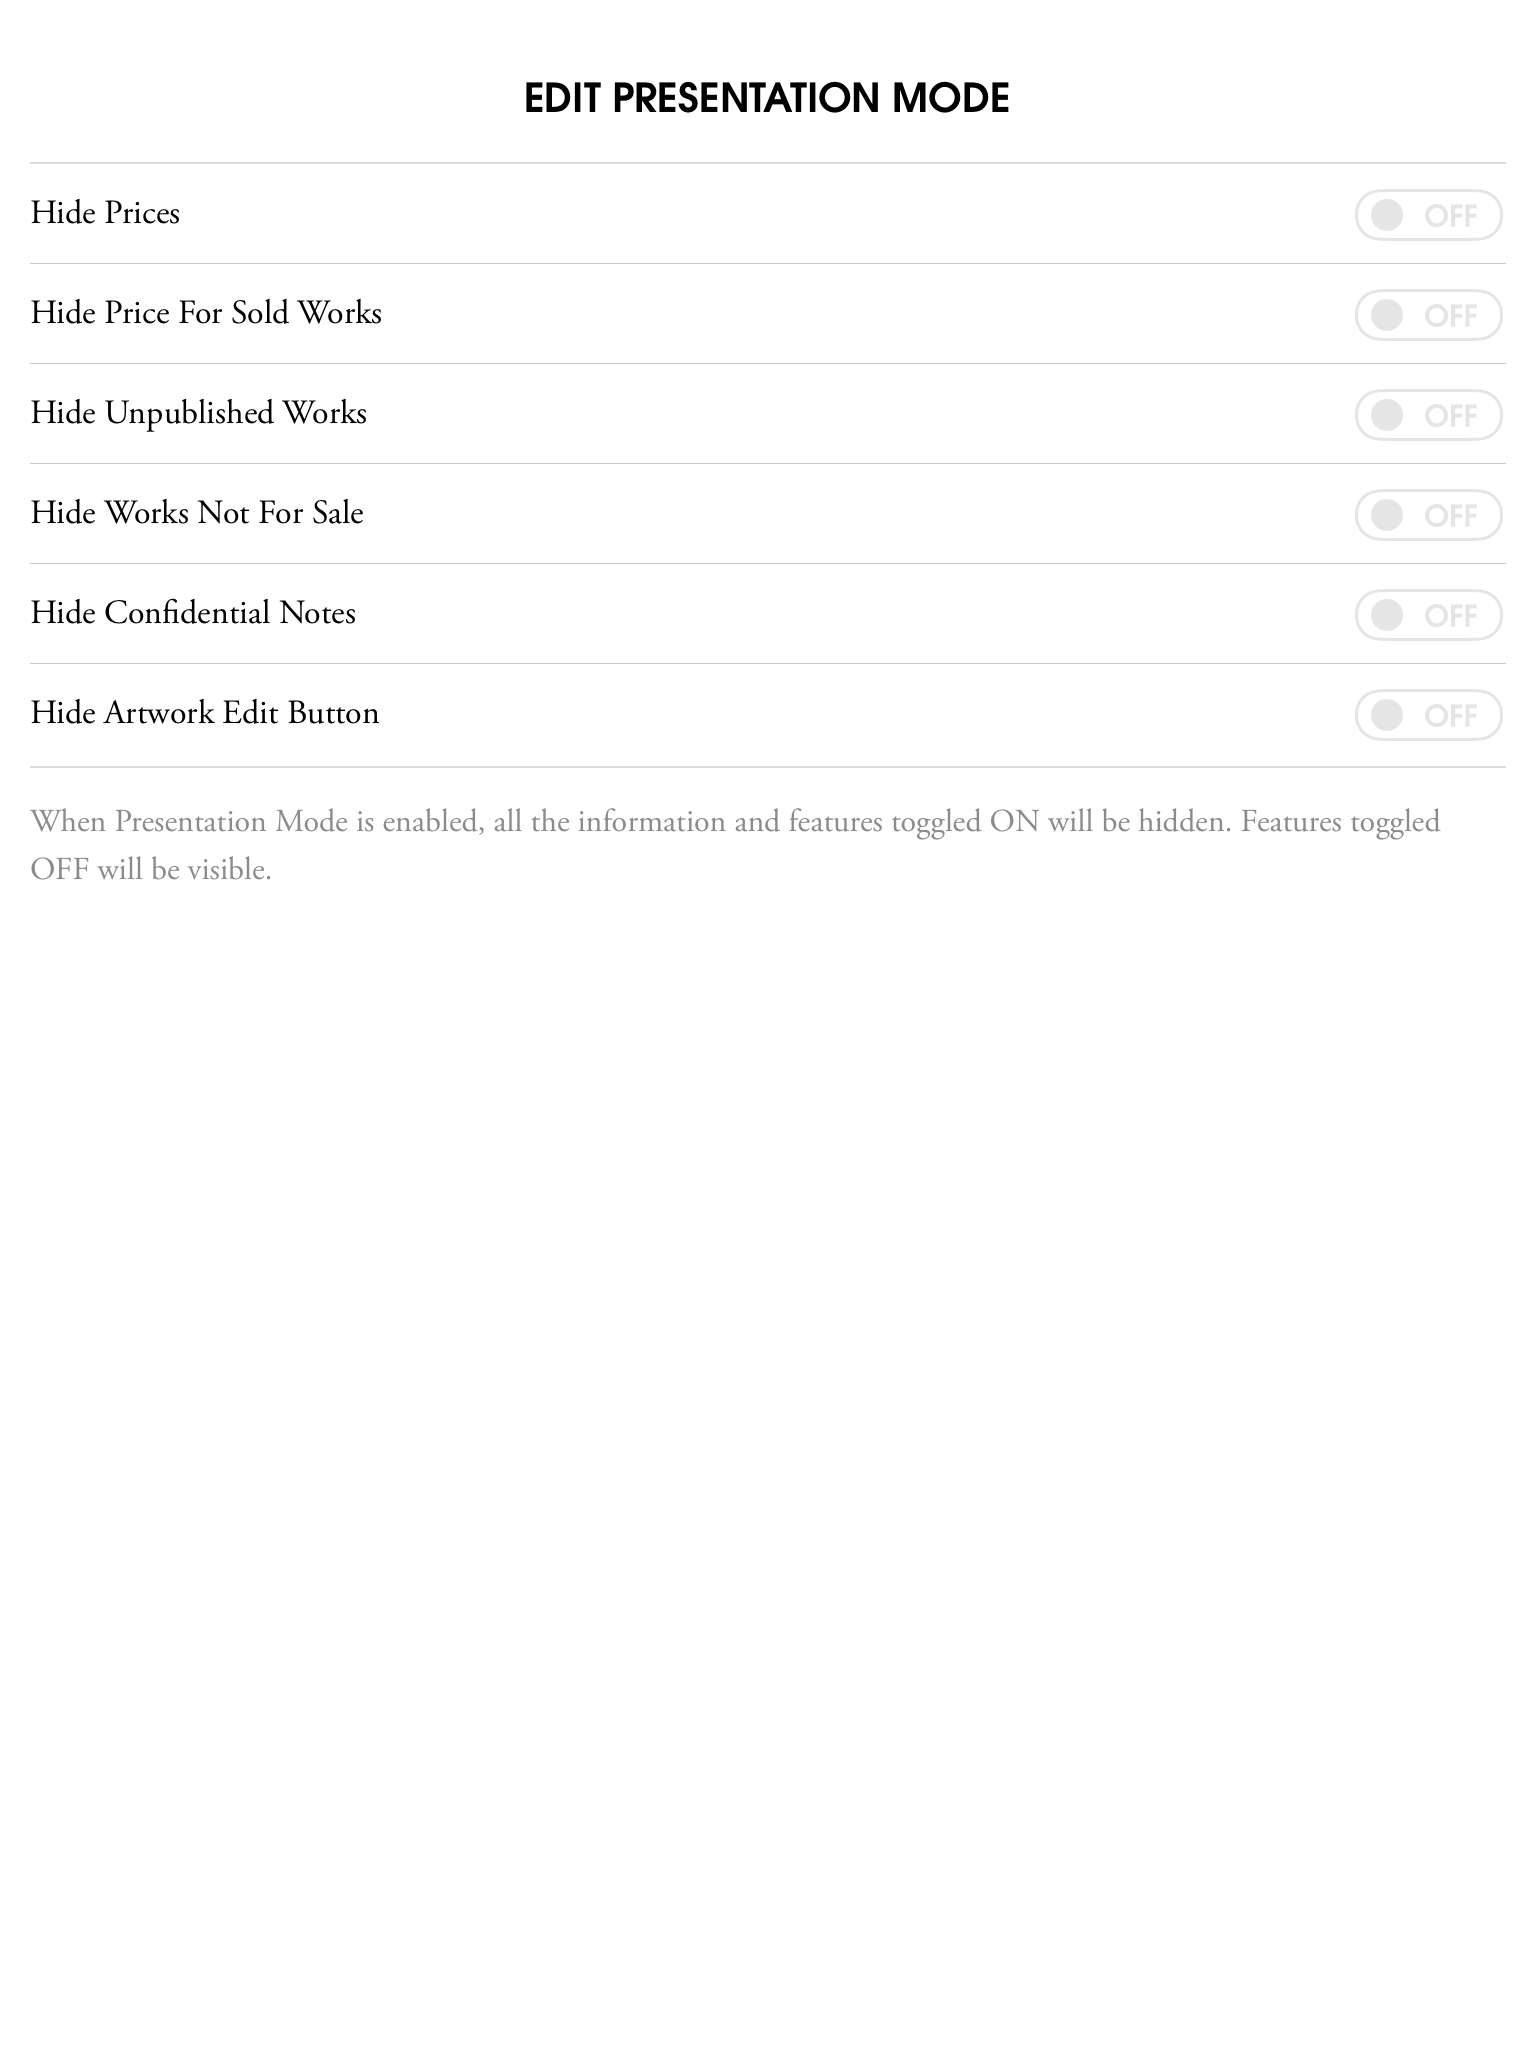 EDIT PRESENTATION MODE
Hide Prices OFF
Hide Price For Sold Works OFF
Hide Unpublished Works OFF
Hide Works Not For Sale OFF
Hide Confidential Notes OFF
Hide Artwork Edit Button OFF
When Presentation Mode is enabled, all the information and features toggled ON will be hidden. Features toggled
OFF will be visible.